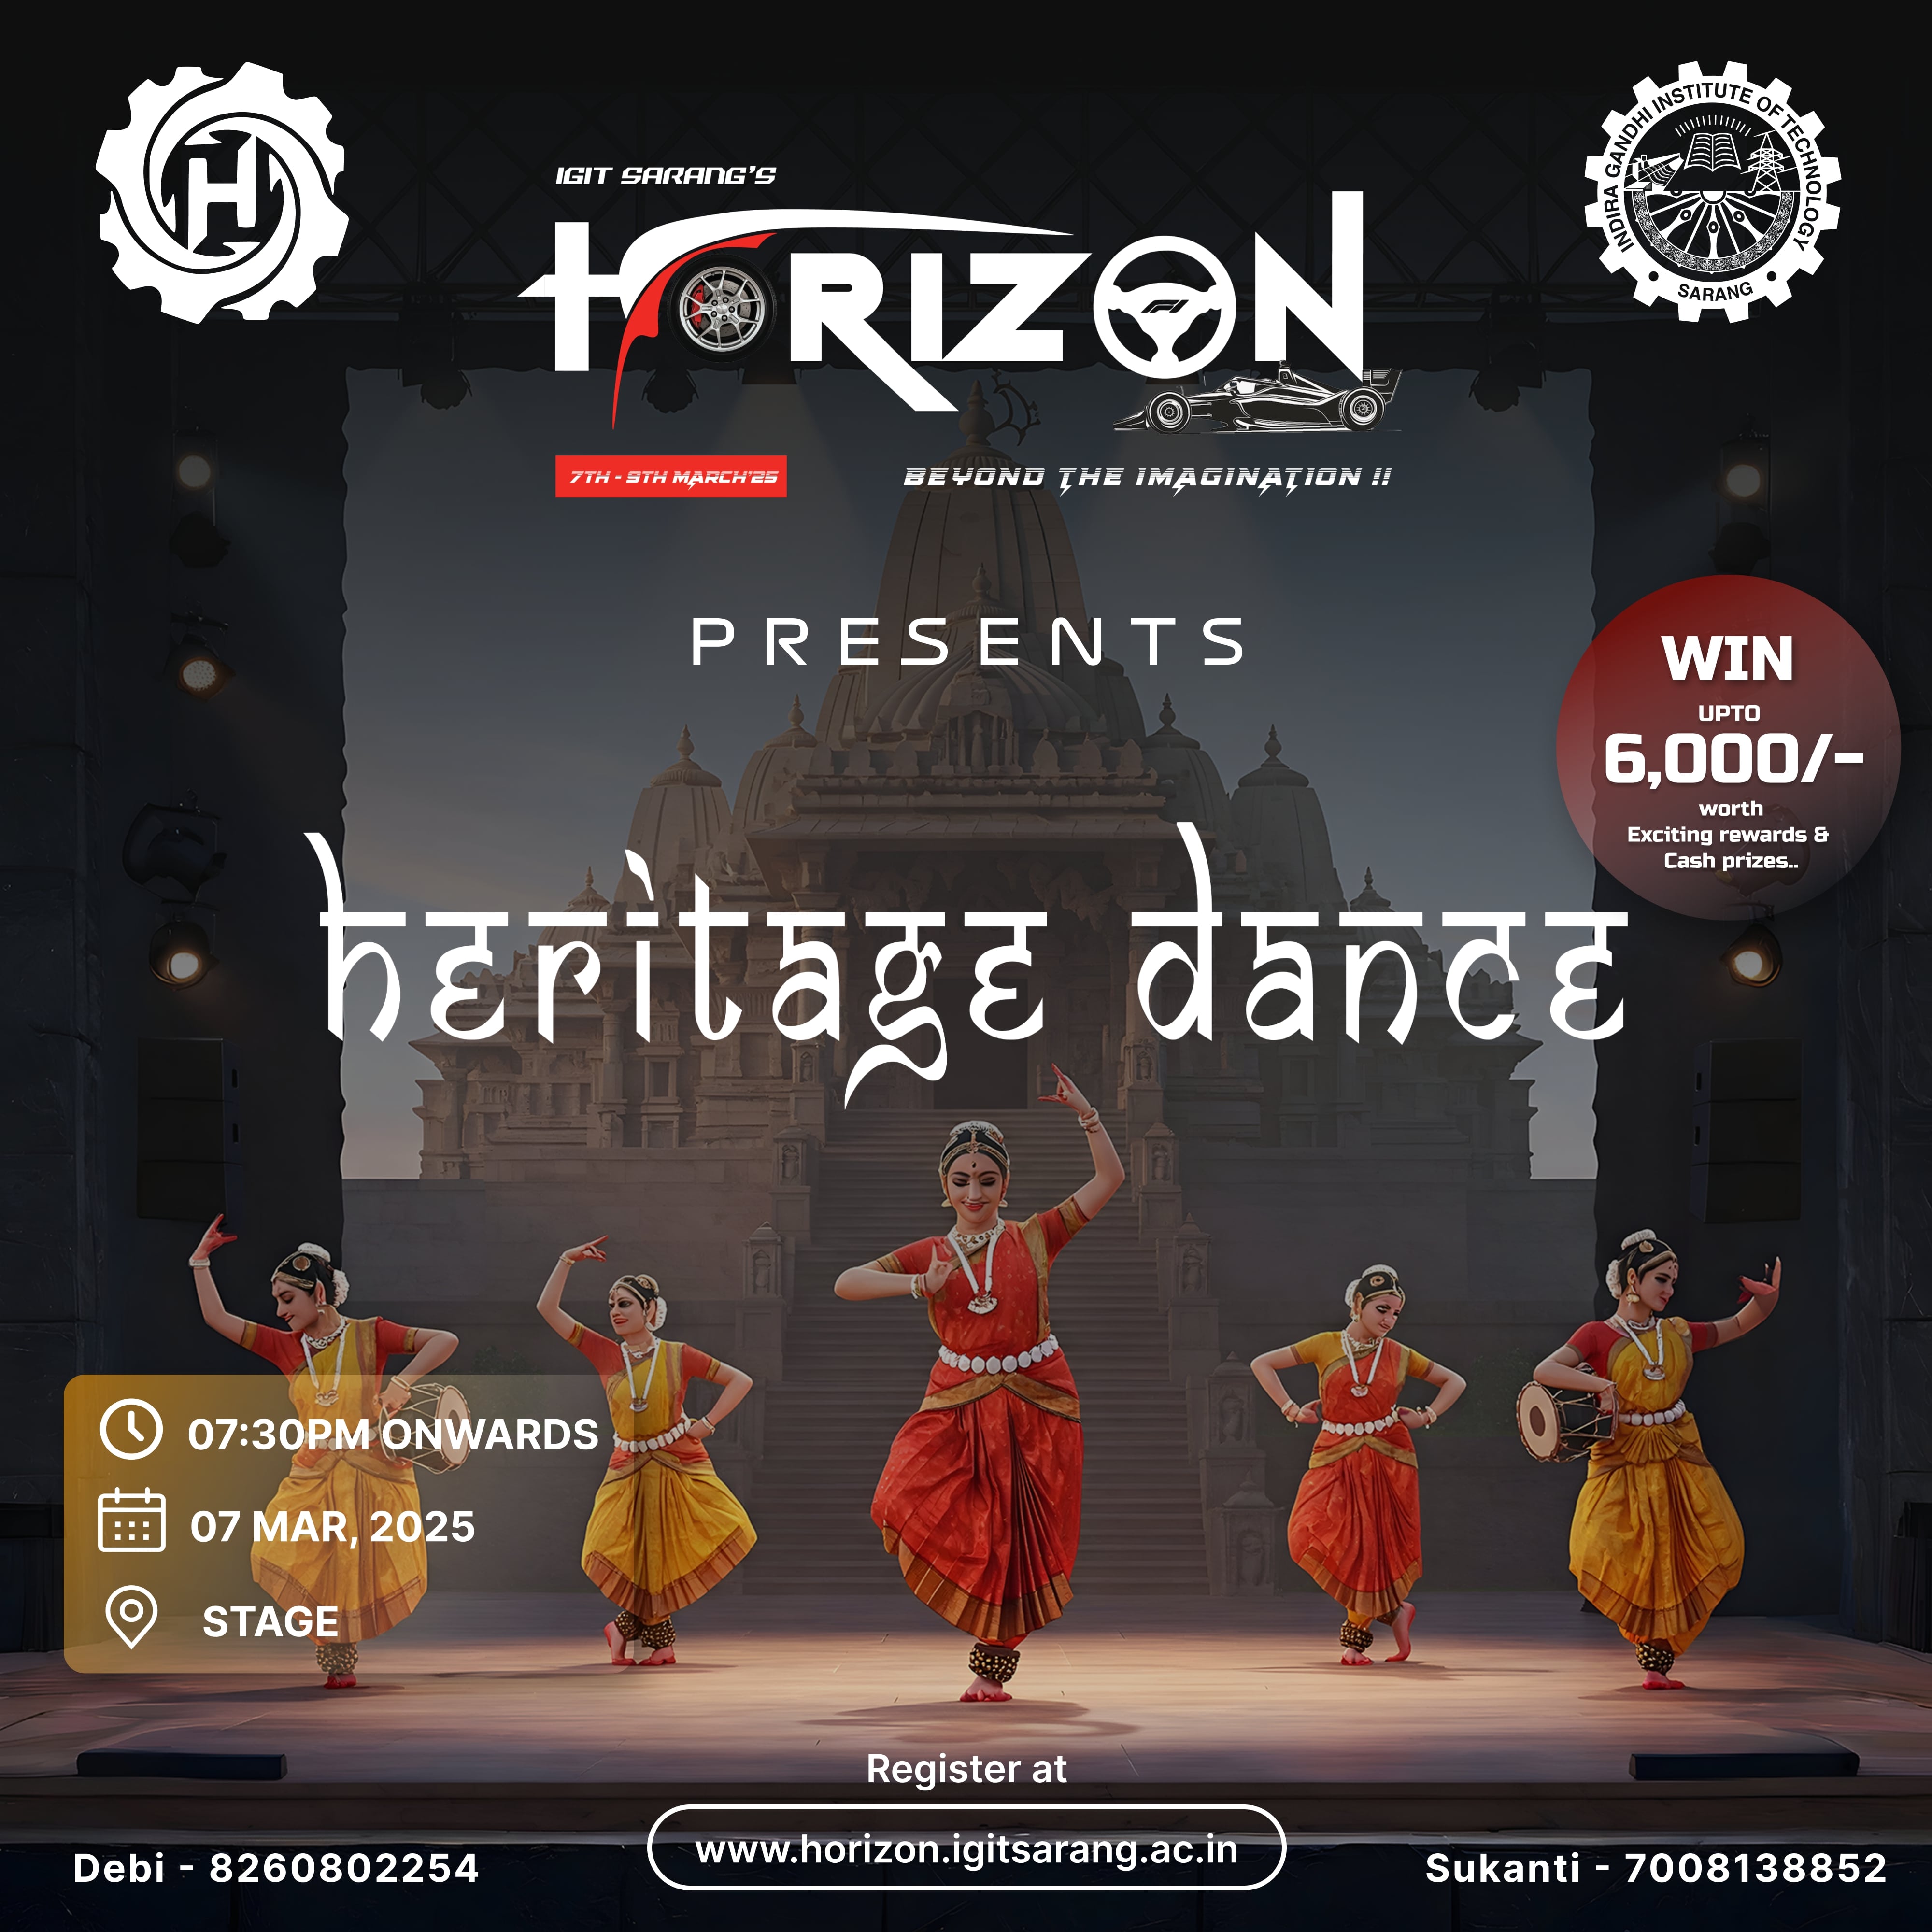 H
INDIRA GANDHI INSTITUTE OF TECHNOLOGY
SARANG
IGIT SARANG'S
HORIZON
7TH - 9TH MARCH'25
BEYOND THE IMAGINATION !!
PRESENTS
WIN
UPTO
6,000/-
worth
Exciting rewards &
Cash prizes..
heritage dance
07:30PM ONWARDS
07 MAR, 2025
STAGE
Register at
www.horizon.igitsarang.ac.in
Debi - 8260802254
Sukanti - 7008138852